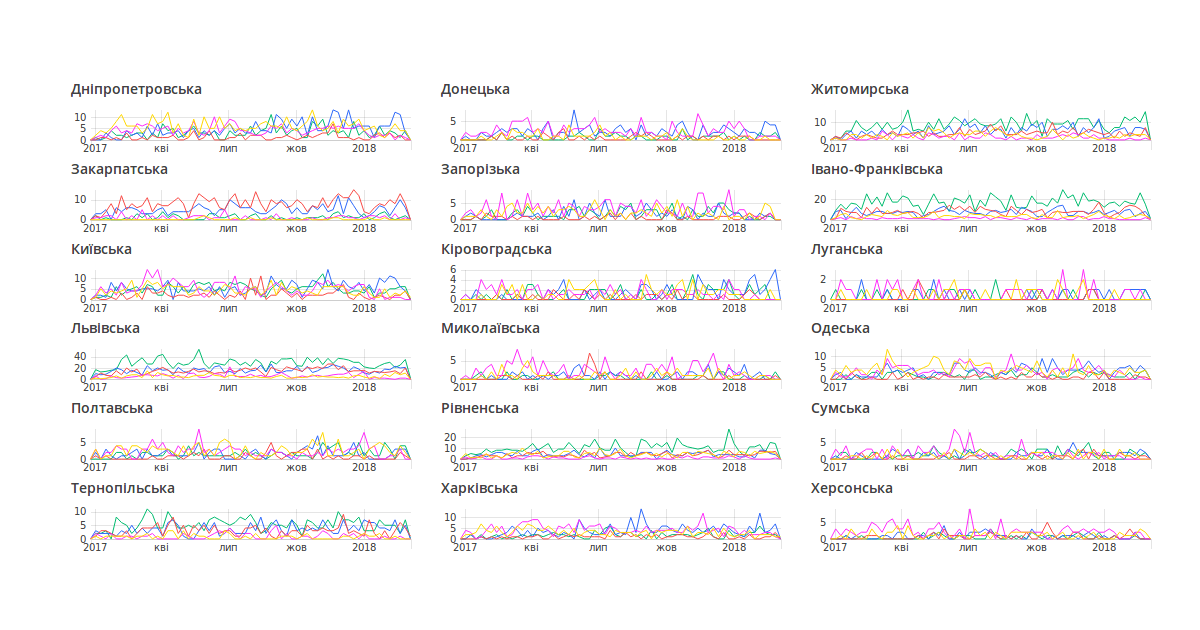 Дніпропетровська Донецька Житомирська
10 5 10
5
0 0 0
2017 кві лип жов 2018 2017 кві лип жов 2018 2017 кві лип жов 2018
Закарпатська Запорізька Івано-Франківська
10 5 20
0 0 0
2017 кві лип жов 2018 2017 кві лип жов 2018 2017 кві лип жов 2018
Київська Кіровоградська Луганська
10 6 2
5 4
2
0 0 0
2017 кві лип жов 2018 2017 кві лип жов 2018 2017 кві лип жов 2018
Львівська Миколаївська Одеська
40 5 10
20 5
0 0 0
2017 кві лип жов 2018 2017 кві лип жов 2018 2017 кві лип жов 2018
Полтавська Рівненська Сумська
5 20 5
10
0 0 0
2017 кві лип жов 2018 2017 кві лип жов 2018 2017 кві лип жов 2018
Тернопільська Харківська Херсонська
10 10 5
5 5
0 0 0
2017 кві лип жов 2018 2017 кві лип жов 2018 2017 кві лип жов 2018